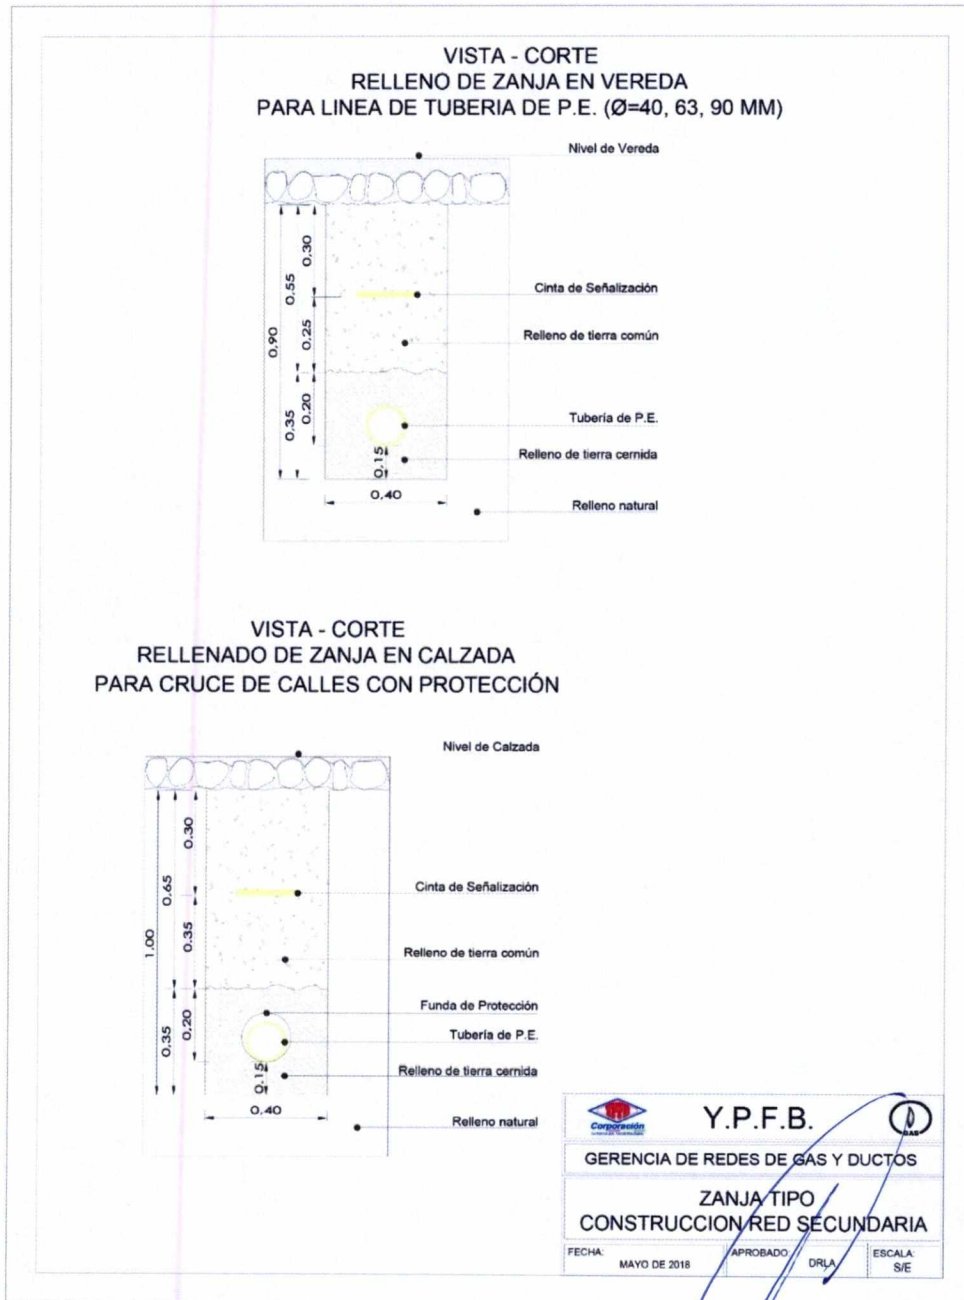 VISTA - CORTE
RELLENO DE ZANJA EN VEREDA
PARA LINEA DE TUBERIA DE P.E. (Ø=40, 63, 90 MM)
Nivel de Vereda
Cinta de Señalización
Relleno de tierra común
Tubería de P.E.
Relleno de tierra cernida
Relleno natural
0,90
0,55
0,35
0,30
0,25
0,20
0,15
0,40
VISTA - CORTE
RELLENADO DE ZANJA EN CALZADA
PARA CRUCE DE CALLES CON PROTECCIÓN
Nivel de Calzada
Cinta de Señalización
Relleno de tierra común
Funda de Protección
Tubería de P.E.
Relleno de tierra cernida
Relleno natural
1,00
0,65
0,35
0,30
0,35
0,20
0,15
0,40
Corporación
Y.P.F.B.
GAS
GERENCIA DE REDES DE GAS Y DUCTOS
ZANJA TIPO
CONSTRUCCION RED SECUNDARIA
FECHA:
MAYO DE 2018
APROBADO:
DRLA
ESCALA:
S/E